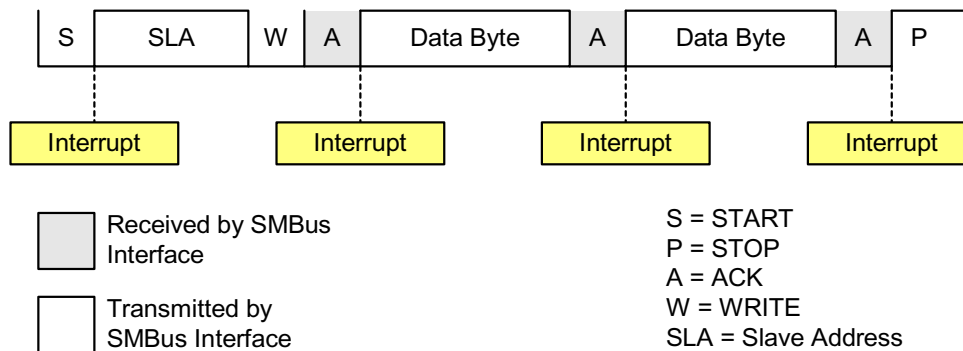 S SLA W A Data Byte A Data Byte A P
Interrupt Interrupt Interrupt Interrupt
Received by SMBus
Interface
Transmitted by
SMBus Interface
S = START
P = STOP
A = ACK
W = WRITE
SLA = Slave Address